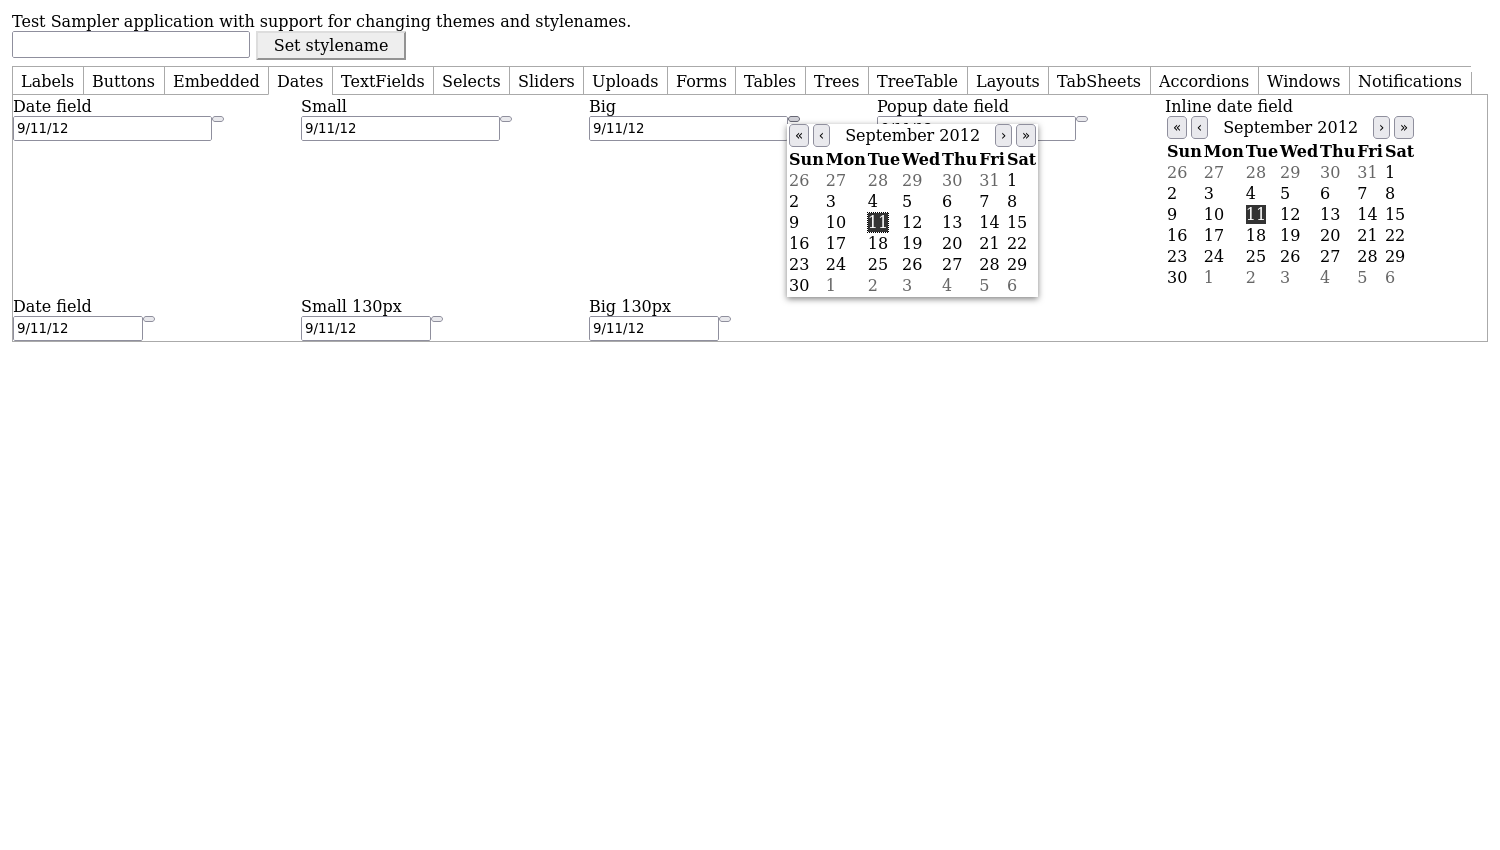 Test Sampler application with support for changing themes and stylenames.
Set stylename
Labels Buttons Embedded Dates TextFields Selects Sliders Uploads Forms Tables Trees TreeTable Layouts TabSheets Accordions Windows Notifications
Date field Small Big Popup date field Inline date field
9/11/12 9/11/12 9/11/12
« ‹ September 2012 › »
Sun Mon Tue Wed Thu Fri Sat
26 27 28 29 30 31 1
2 3 4 5 6 7 8
9 10 11 12 13 14 15
16 17 18 19 20 21 22
23 24 25 26 27 28 29
30 1 2 3 4 5 6
« ‹ September 2012 › »
Sun Mon Tue Wed Thu Fri Sat
26 27 28 29 30 31 1
2 3 4 5 6 7 8
9 10 11 12 13 14 15
16 17 18 19 20 21 22
23 24 25 26 27 28 29
30 1 2 3 4 5 6
Date field Small 130px Big 130px
9/11/12 9/11/12 9/11/12